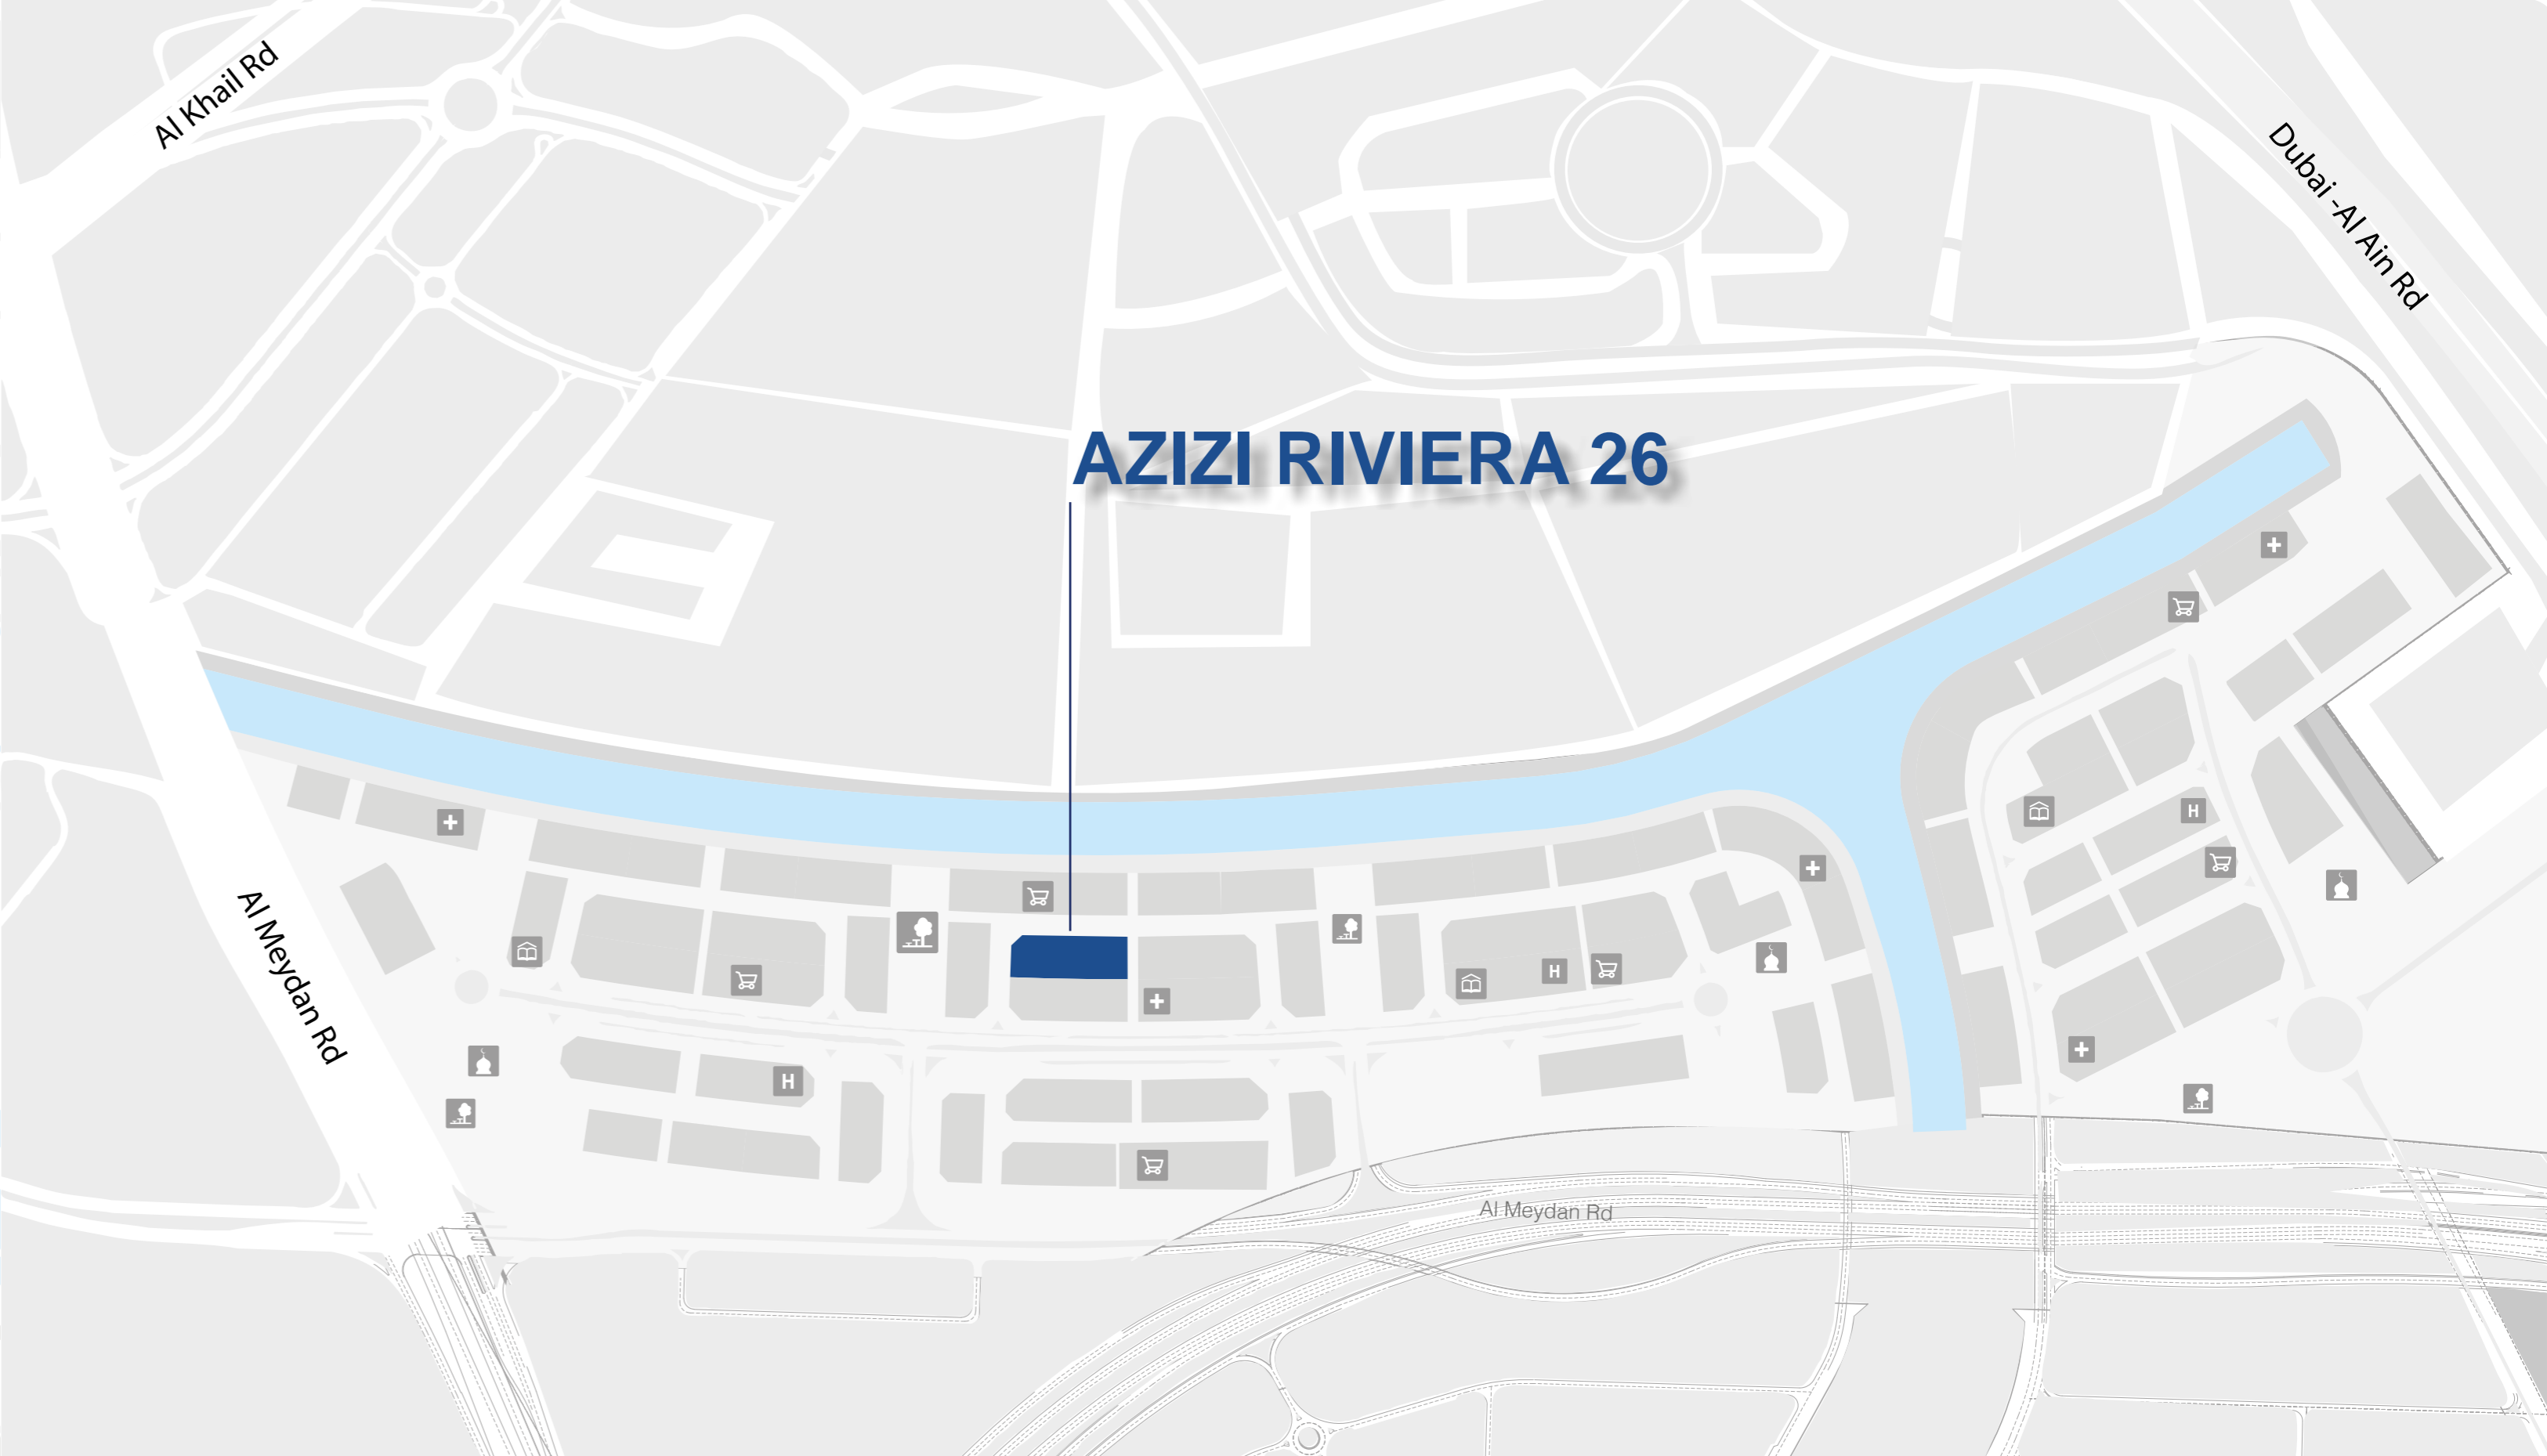 Al Khail Rd
Dubai -Al Ain Rd
AZIZI RIVIERA 26
Al Meydan Rd
H
H
H
Al Meydan Rd